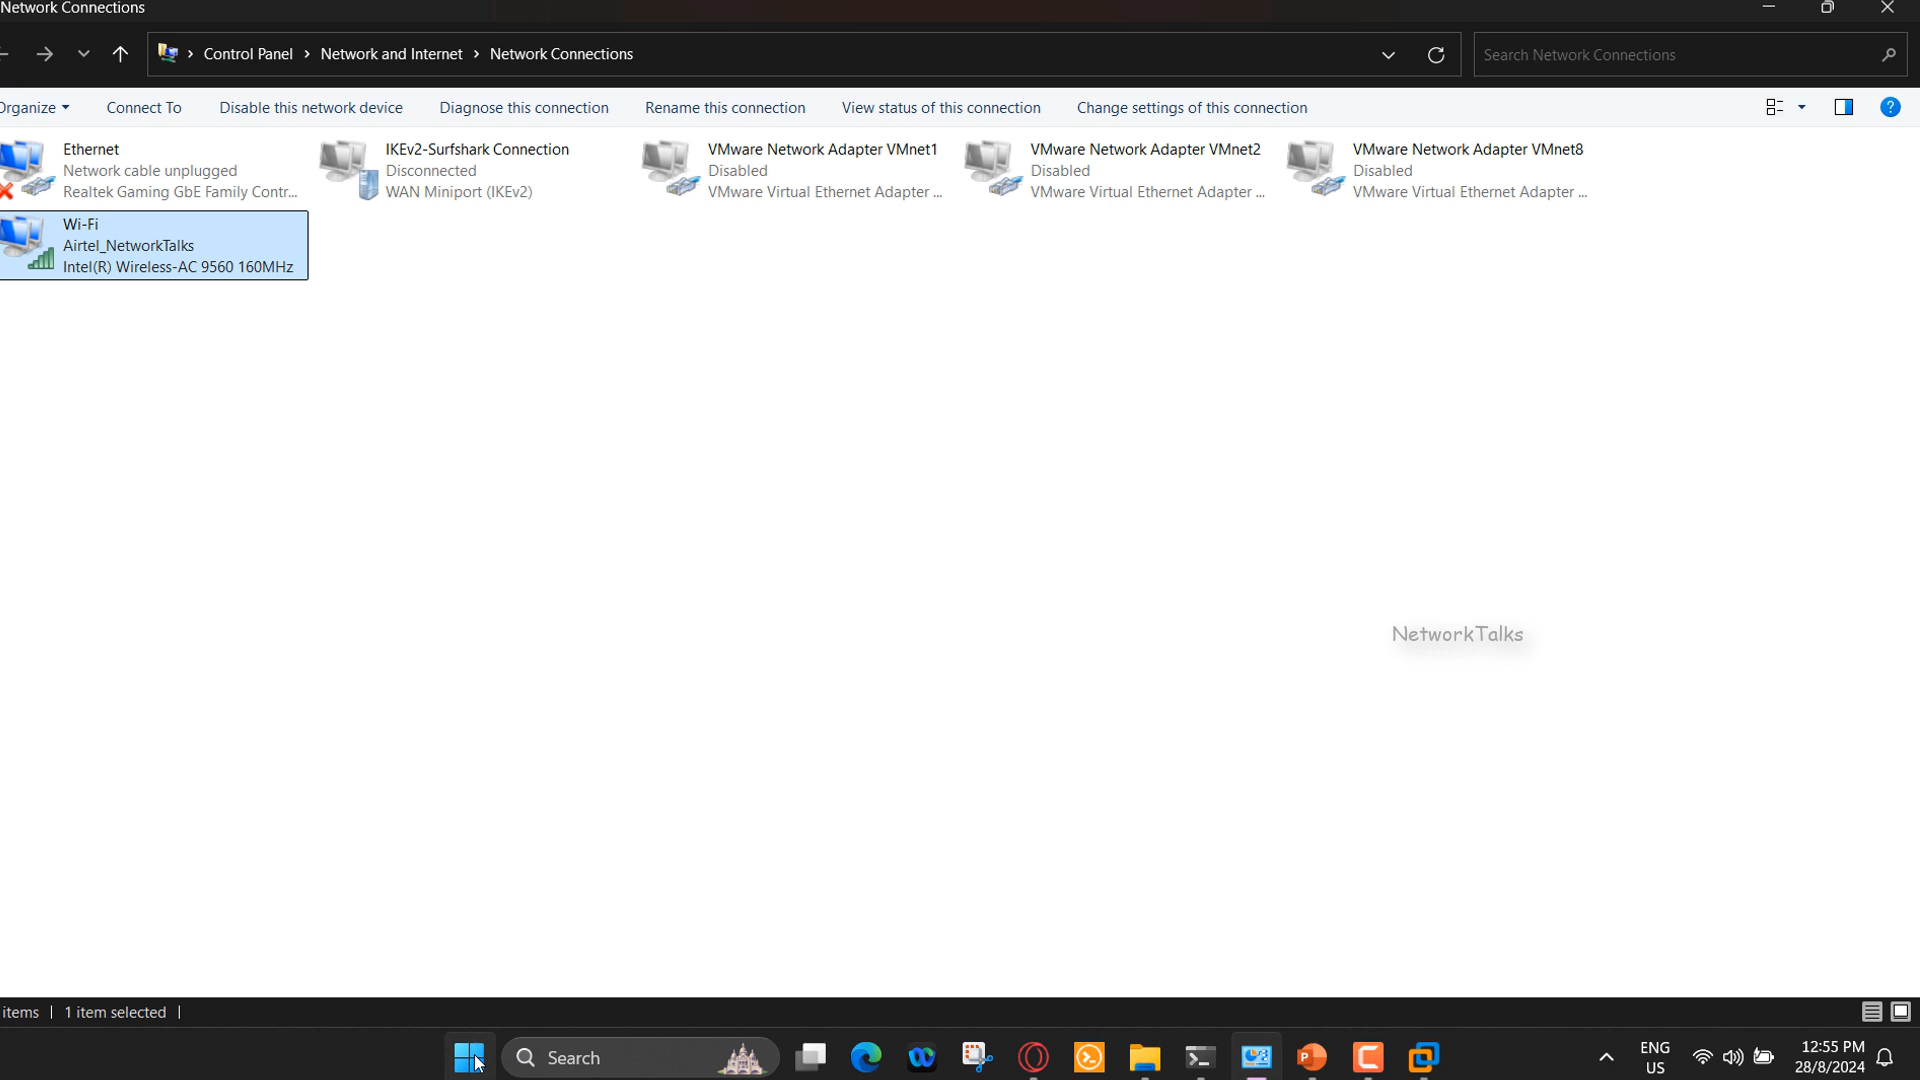 Network Connections
Control Panel > Network and Internet > Network Connections
Search Network Connections
Organize
Connect To
Disable this network device
Diagnose this connection
Rename this connection
View status of this connection
Change settings of this connection
?
Ethernet
Network cable unplugged
Realtek Gaming GbE Family Contr...
IKEv2-Surfshark Connection
Disconnected
WAN Miniport (IKEv2)
VMware Network Adapter VMnet1
Disabled
VMware Virtual Ethernet Adapter ...
VMware Network Adapter VMnet2
Disabled
VMware Virtual Ethernet Adapter ...
VMware Network Adapter VMnet8
Disabled
VMware Virtual Ethernet Adapter ...
Wi-Fi
Airtel_NetworkTalks
Intel(R) Wireless-AC 9560 160MHz
NetworkTalks
items
1 item selected
Search
ENG
US
12:55 PM
28/8/2024